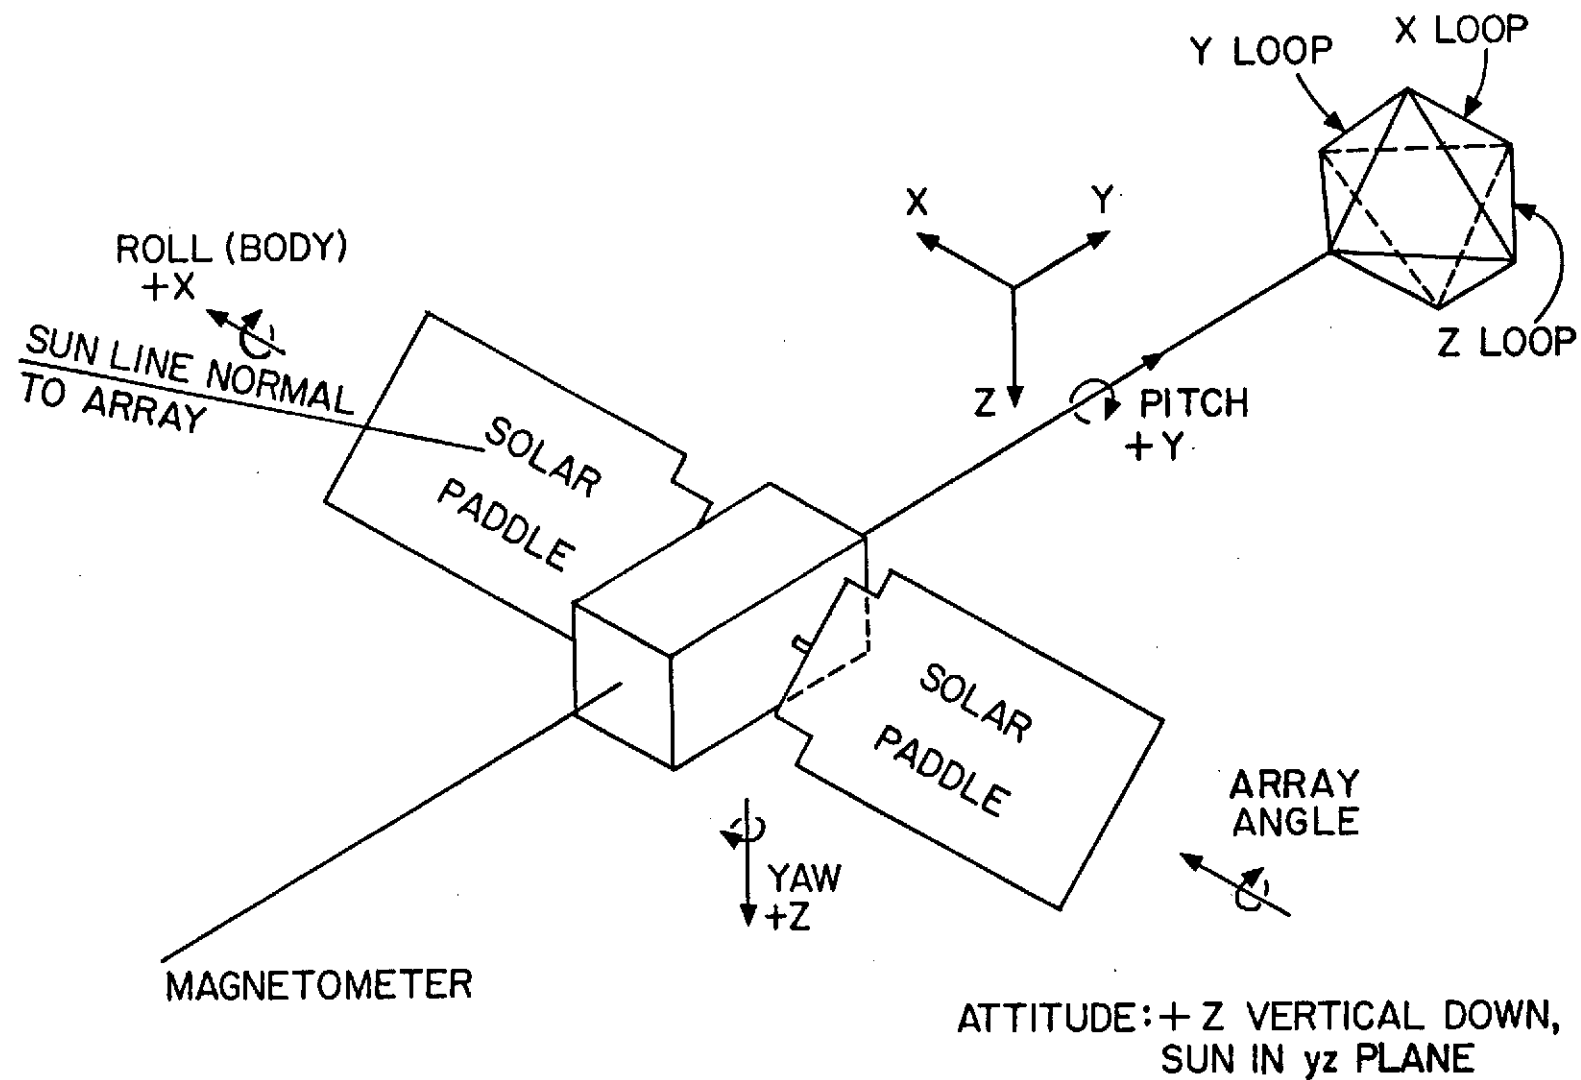 X LOOP
Y LOOP
X
Y
ROLL (BODY)
+X
Z LOOP
SUN LINE NORMAL
TO ARRAY
Z
PITCH
+Y
SOLAR
PADDLE
SOLAR
PADDLE
ARRAY
ANGLE
YAW
+Z
MAGNETOMETER
ATTITUDE: + Z VERTICAL DOWN,
SUN IN yz PLANE